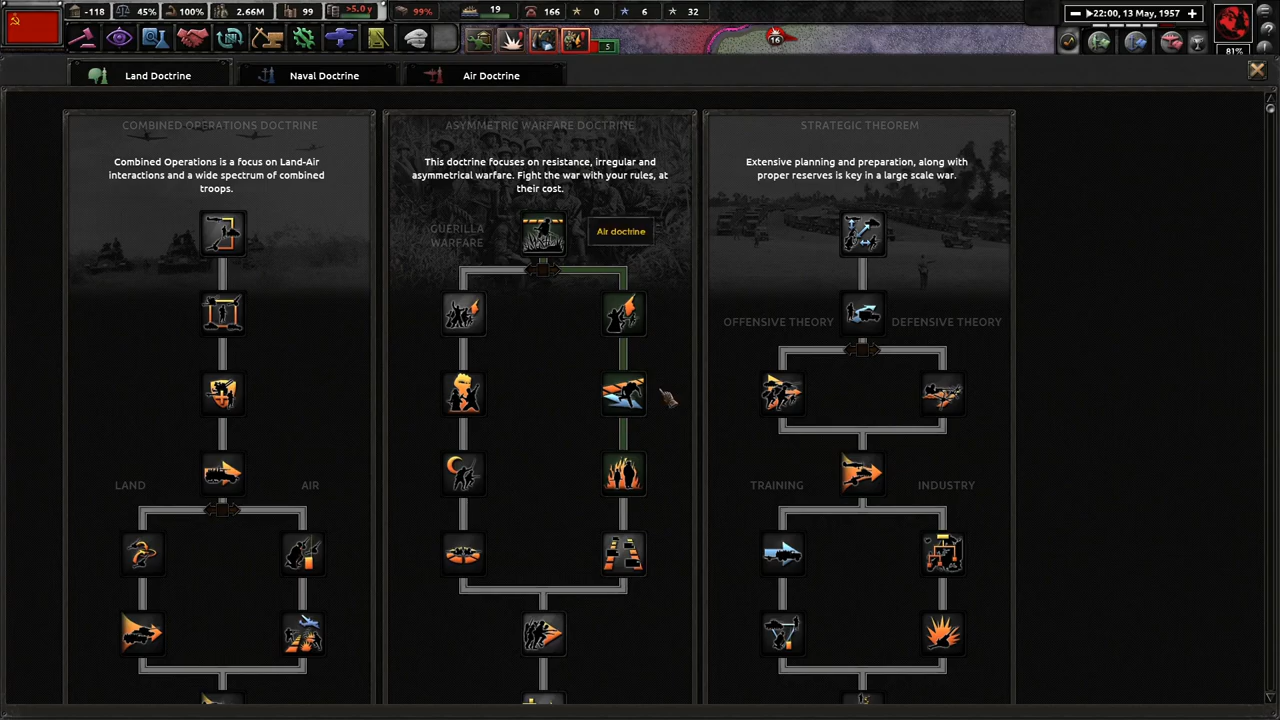 -118 45% 100% 2.66M 99 >5.0 y 99% 19 166 0 6 32
22:00, 13 May, 1957
16
5
81%
Land Doctrine Naval Doctrine Air Doctrine
COMBINED OPERATIONS DOCTRINE
Combined Operations is a focus on Land-Air
interactions and a wide spectrum of combined
troops.
LAND AIR
ASYMMETRIC WARFARE DOCTRINE
This doctrine focuses on resistance, irregular and
asymmetrical warfare. Fight the war with your rules, at
their cost.
GUERILLA
WARFARE
Air doctrine
STRATEGIC THEOREM
Extensive planning and preparation, along with
proper reserves is key in a large scale war.
OFFENSIVE THEORY DEFENSIVE THEORY
TRAINING INDUSTRY